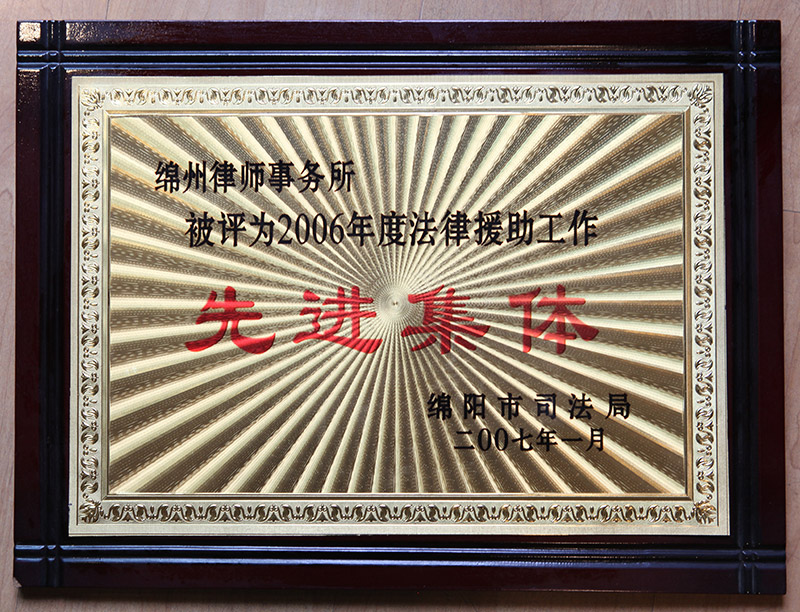 绵州律师事务所
被评为2006年度法律援助工作
先进集体
绵阳市司法局
二00七年一月